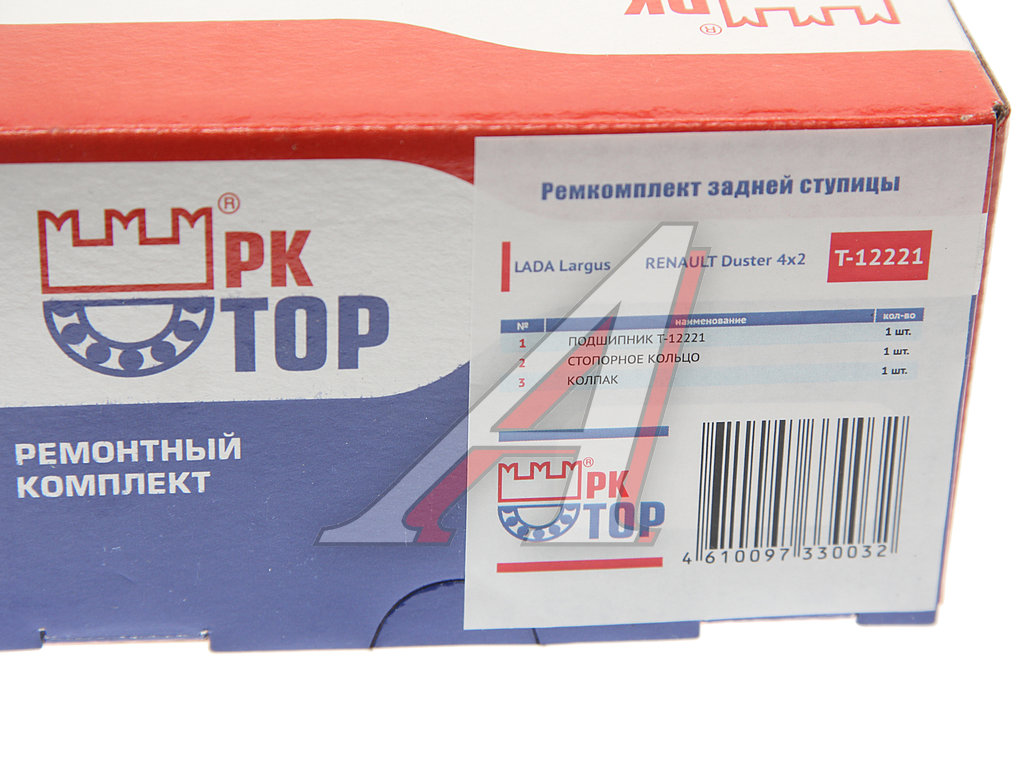 РК
®
®
РК
ТОР
РЕМОНТНЫЙ
КОМПЛЕКТ
Ремкомплект задней ступицы
LADA Largus RENAULT Duster 4x2 T-12221
№ наименование кол-во
1 ПОДШИПНИК Т-12221 1 шт.
2 СТОПОРНОЕ КОЛЬЦО 1 шт.
3 КОЛПАК 1 шт.
®
РК
ТОР
4 610097 330032